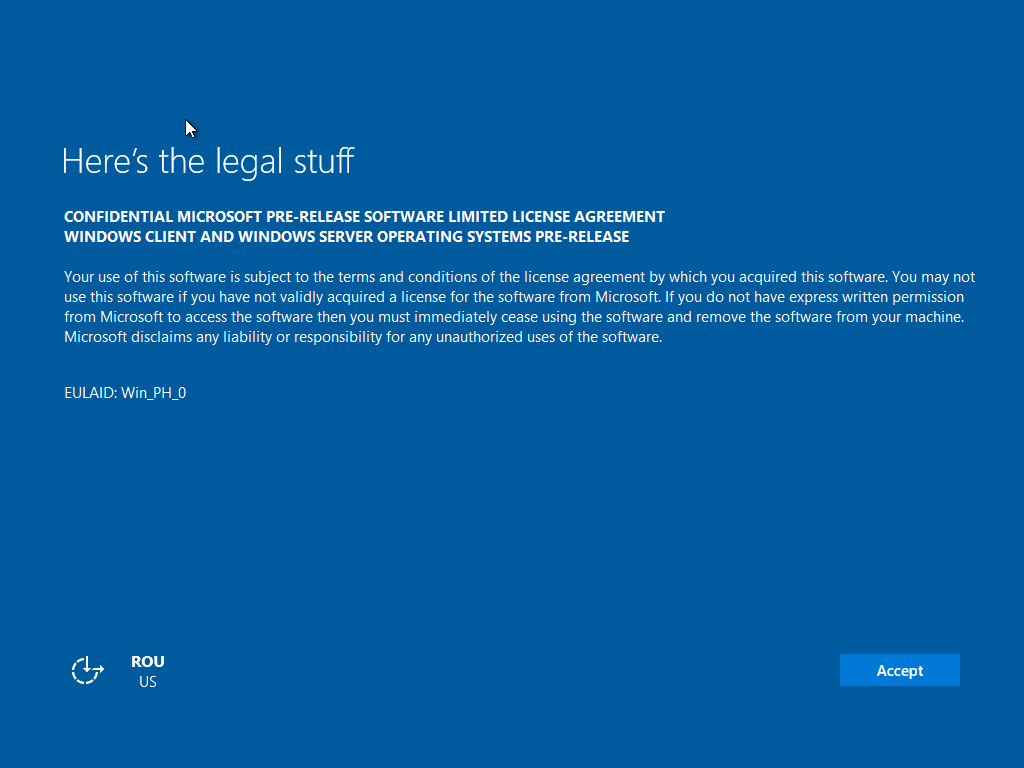 Here’s the legal stuff
CONFIDENTIAL MICROSOFT PRE-RELEASE SOFTWARE LIMITED LICENSE AGREEMENT
WINDOWS CLIENT AND WINDOWS SERVER OPERATING SYSTEMS PRE-RELEASE
Your use of this software is subject to the terms and conditions of the license agreement by which you acquired this software. You may not
use this software if you have not validly acquired a license for the software from Microsoft. If you do not have express written permission
from Microsoft to access the software then you must immediately cease using the software and remove the software from your machine.
Microsoft disclaims any liability or responsibility for any unauthorized uses of the software.
EULAID: Win_PH_0
ROU
US
Accept